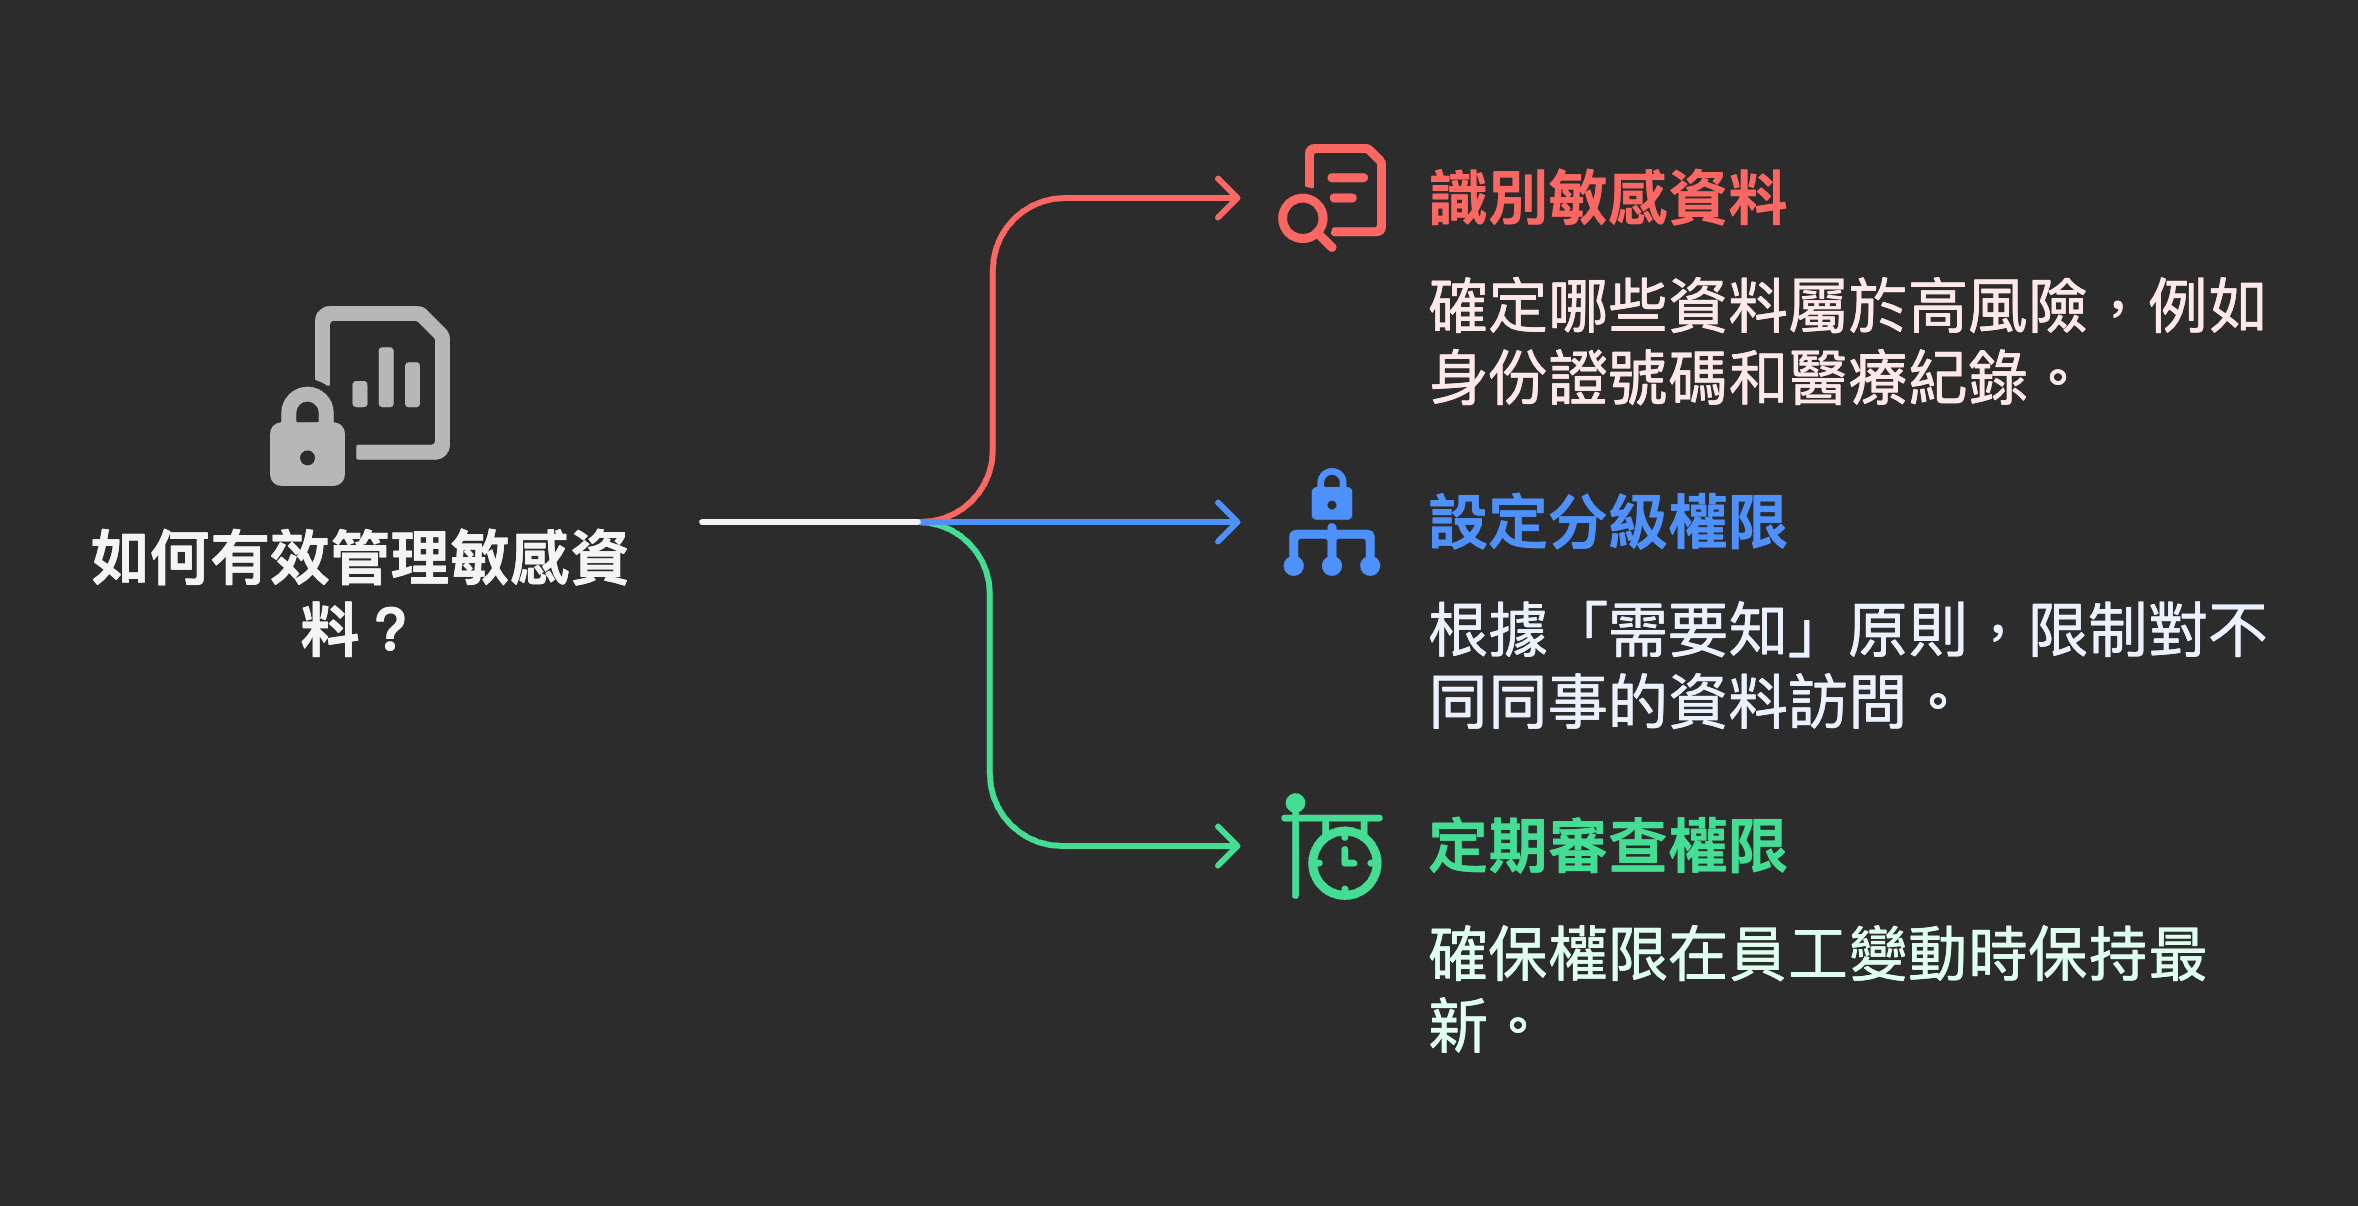 如何有效管理敏感資
料？
識別敏感資料
確定哪些資料屬於高風險，例如
身份證號碼和醫療紀錄。
設定分級權限
根據「需要知」原則，限制對不
同同事的資料訪問。
定期審查權限
確保權限在員工變動時保持最
新。